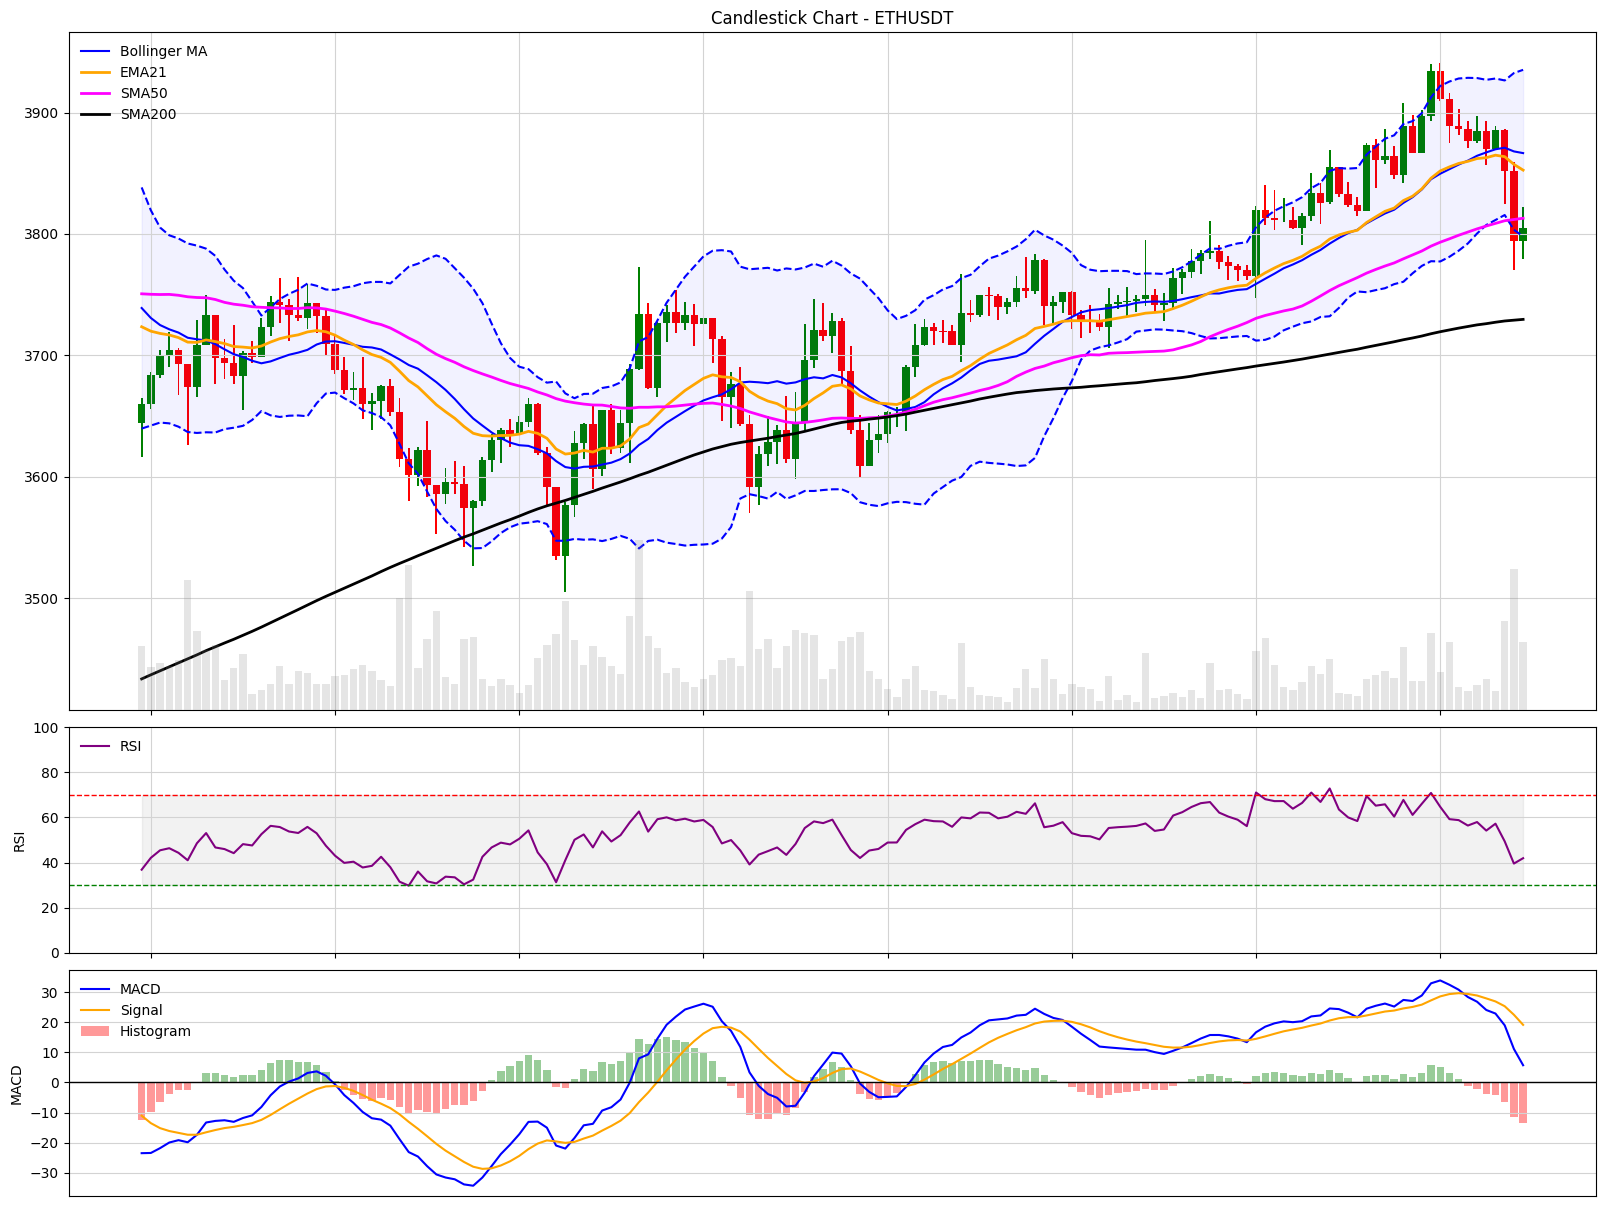 Candlestick Chart - ETHUSDT
Bollinger MA
EMA21
SMA50
SMA200
3900
3800
3700
3600
3500
100
RSI
80
60
40
20
0
RSI
MACD
Signal
Histogram
30
20
10
0
−10
−20
−30
MACD